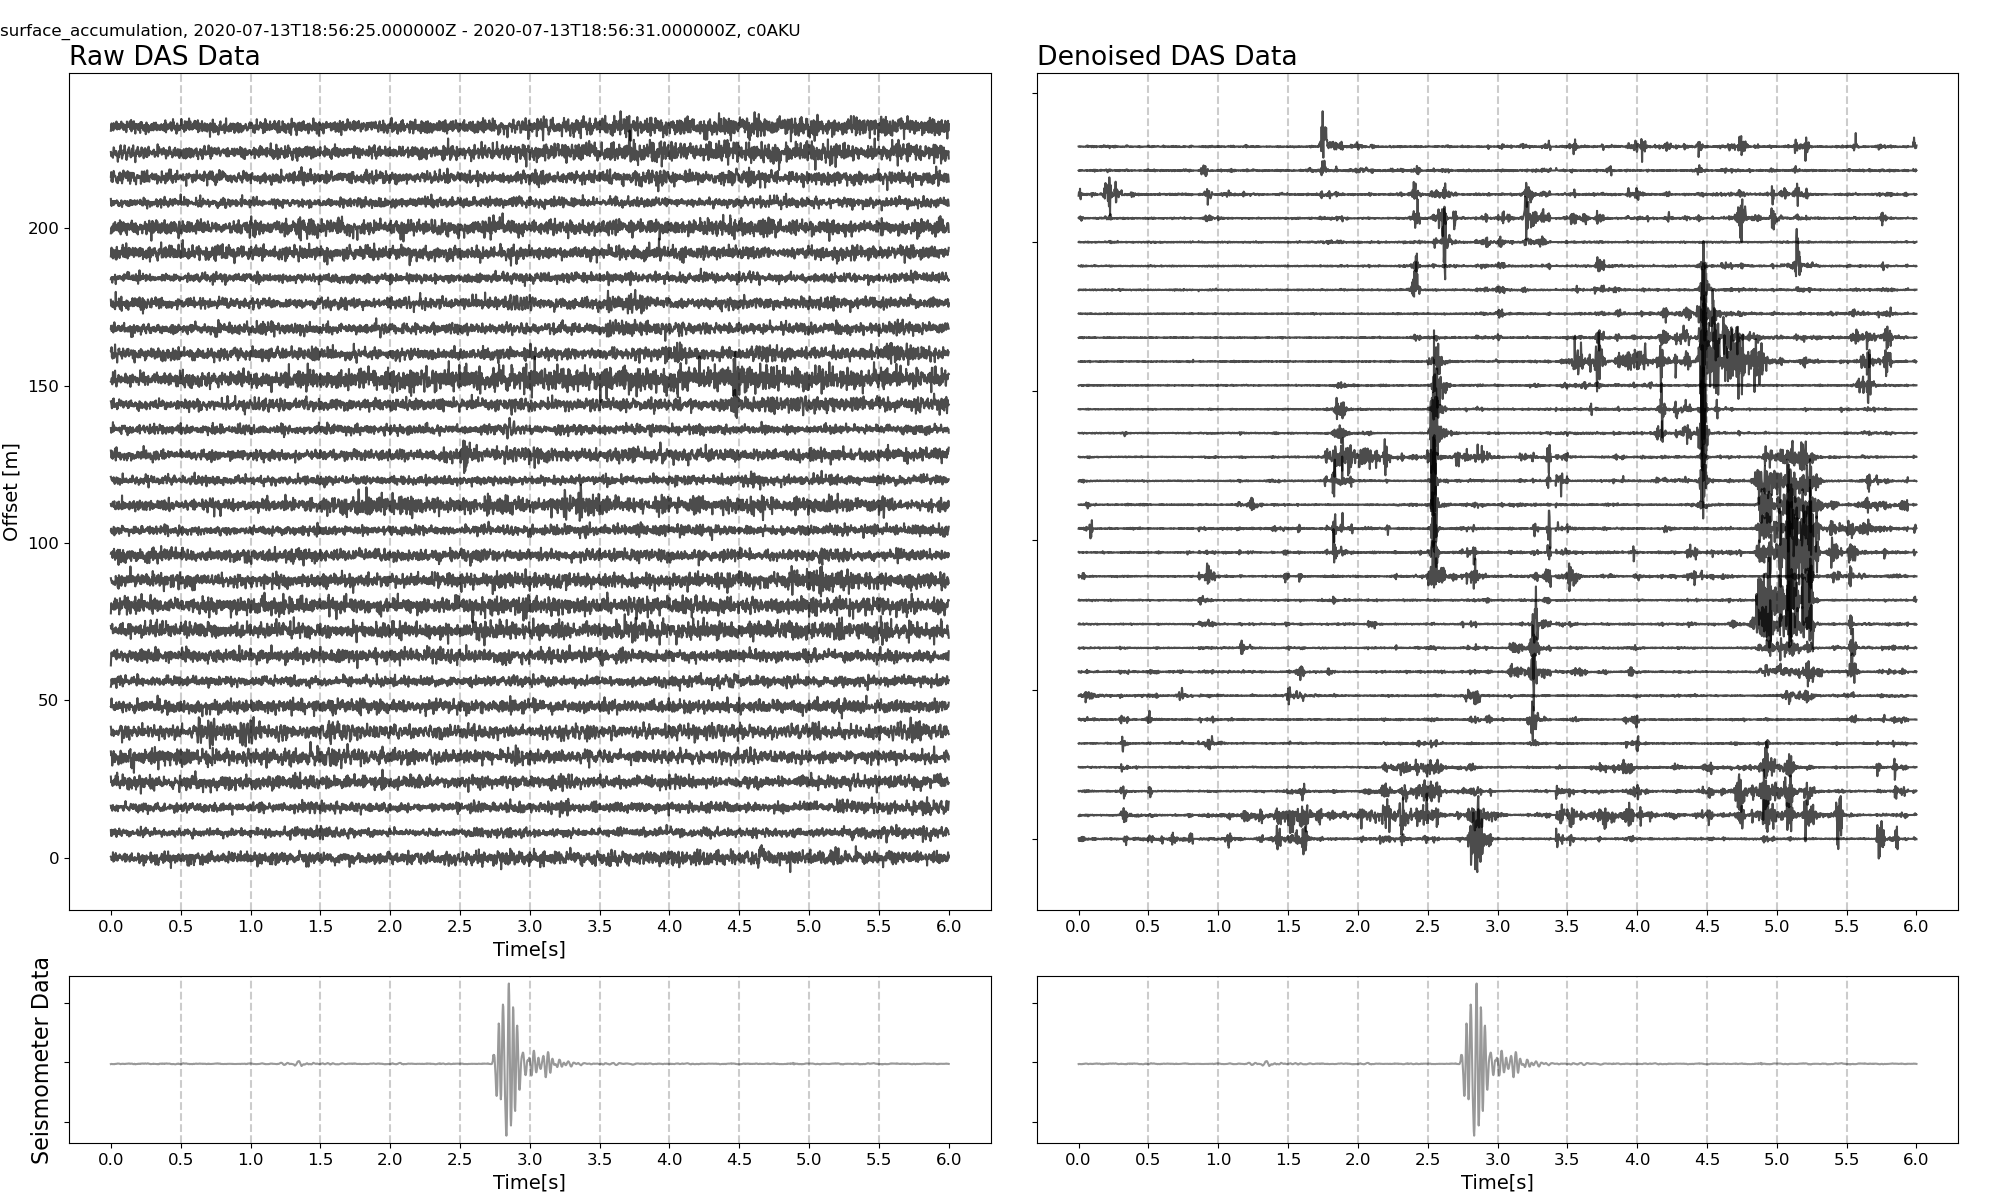 surface_accumulation, 2020-07-13T18:56:25.000000Z - 2020-07-13T18:56:31.000000Z, c0AKU
Raw DAS Data
Denoised DAS Data
Offset [m]
200
150
100
50
0
0.0 0.5 1.0 1.5 2.0 2.5 3.0 3.5 4.0 4.5 5.0 5.5 6.0
Time[s]
0.0 0.5 1.0 1.5 2.0 2.5 3.0 3.5 4.0 4.5 5.0 5.5 6.0
Seismometer Data
0.0 0.5 1.0 1.5 2.0 2.5 3.0 3.5 4.0 4.5 5.0 5.5 6.0
Time[s]
0.0 0.5 1.0 1.5 2.0 2.5 3.0 3.5 4.0 4.5 5.0 5.5 6.0
Time[s]